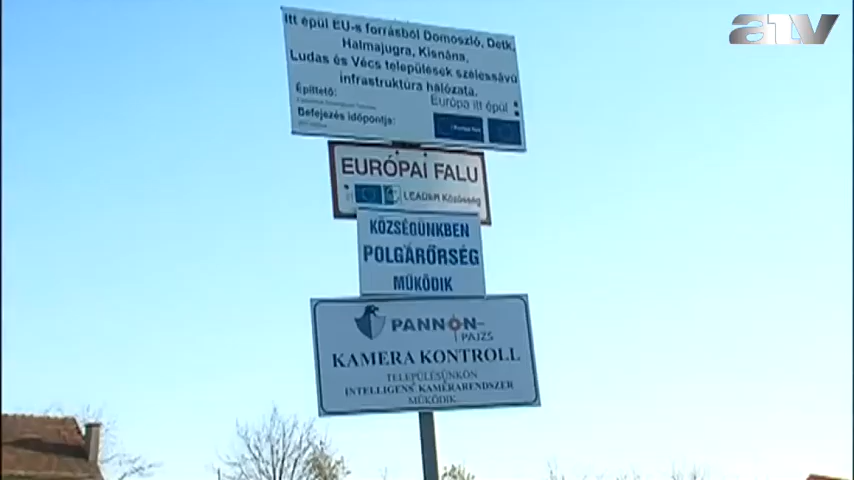 atv
Itt épül EU-s forrásból Domoszló, Detk,
Halmajugra, Kisnána,
Ludas és Vécs települések szélessávú
infrastruktúra hálózata.
Építtető:
Európa itt épül
Befejezés időpontja:
EURÓPAI FALU
LEADER Közösség
KÖZSÉGÜNKBEN
POLGÁRŐRSÉG
MŰKÖDIK
PANNON-
PAJZS
KAMERA KONTROLL
TELEPÜLÉSÜNKÖN
INTELLIGENS KAMERARENDSZER
MŰKÖDIK